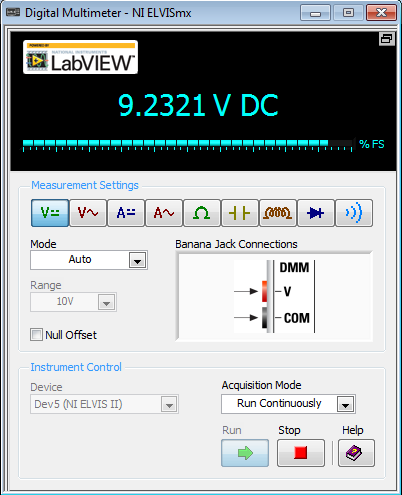 Digital Multimeter - NI ELVISmx
POWERED BY
NATIONAL INSTRUMENTS
LabVIEW™
9.2321 V DC
% FS
Measurement Settings
V V A A Ω
Mode
Banana Jack Connections
Auto
DMM
V
COM
Range
10V
Null Offset
Instrument Control
Device
Acquisition Mode
Dev5 (NI ELVIS II)
Run Continuously
Run Stop Help